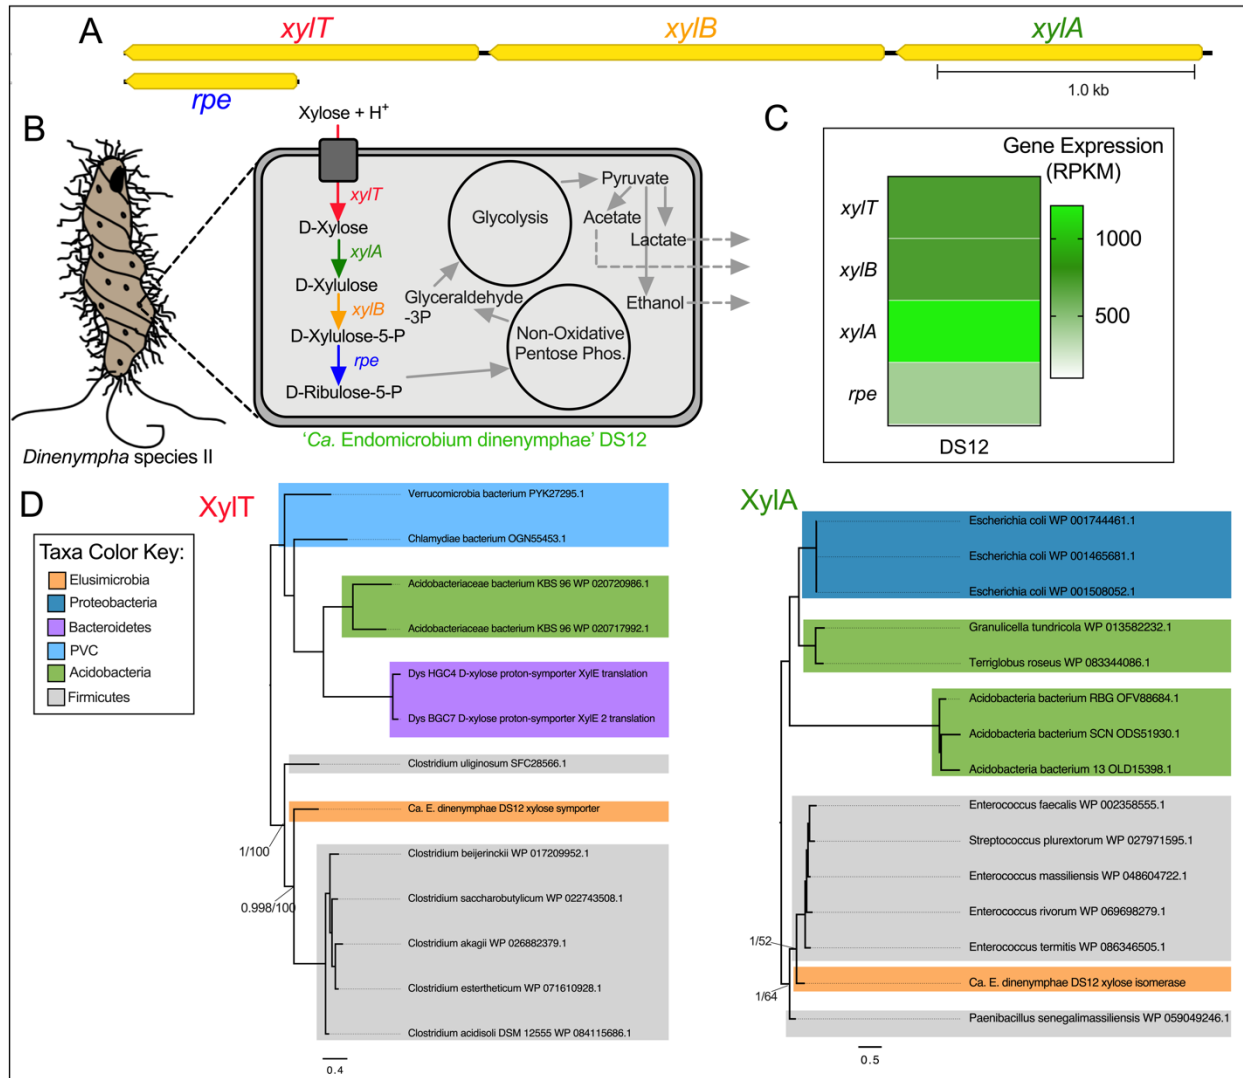 A
xylT
xylB
xylA
rpe
1.0 kb
B
Xylose + H+
xylT
D-Xylose
xylA
D-Xylulose
xylB
D-Xylulose-5-P
rpe
D-Ribulose-5-P
Glycolysis
Glyceraldehyde
-3P
Non-Oxidative
Pentose Phos.
Pyruvate
Acetate
Lactate
Ethanol
Dinenympha species II
‘Ca. Endomicrobium dinenymphae’ DS12
C
Gene Expression
(RPKM)
xylT
xylB
xylA
rpe
1000
500
DS12
D
XylT
Taxa Color Key:
Elusimicrobia
Proteobacteria
Bacteroidetes
PVC
Acidobacteria
Firmicutes
Verrucomicrobia bacterium PYK27295.1
Chlamydiae bacterium OGN55453.1
Acidobacteriaceae bacterium KBS 96 WP 020720986.1
Acidobacteriaceae bacterium KBS 96 WP 020717992.1
Dys HGC4 D-xylose proton-symporter XylE translation
Dys BGC7 D-xylose proton-symporter XylE 2 translation
Clostridium uliginosum SFC28566.1
Ca. E. dinenymphae DS12 xylose symporter
Clostridium beijerinckii WP 017209952.1
Clostridium saccharobutylicum WP 022743508.1
Clostridium akagii WP 026882379.1
Clostridium estertheticum WP 071610928.1
Clostridium acidisoli DSM 12555 WP 084115686.1
1/100
0.998/100
0.4
XylA
Escherichia coli WP 001744461.1
Escherichia coli WP 001465681.1
Escherichia coli WP 001508052.1
Granulicella tundricola WP 013582232.1
Terriglobus roseus WP 083344086.1
Acidobacteria bacterium RBG OFV88684.1
Acidobacteria bacterium SCN ODS51930.1
Acidobacteria bacterium 13 OLD15398.1
Enterococcus faecalis WP 002358555.1
Streptococcus plurextorum WP 027971595.1
Enterococcus massiliensis WP 048604722.1
Enterococcus rivorum WP 069698279.1
Enterococcus termitis WP 086346505.1
Ca. E. dinenymphae DS12 xylose isomerase
Paenibacillus senegalimassiliensis WP 059049246.1
1/52
1/64
0.5